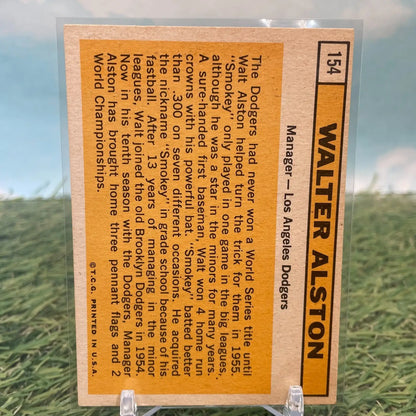 154
WALTER ALSTON
Manager — Los Angeles Dodgers
The Dodgers had never won a World Series title until
Walt Alston helped turn the trick for them in 1955.
"Smokey" only played in one game in the big leagues,
although he was a star in the minors for many years.
A sure-handed first baseman, Walt won 4 home run
crowns with his powerful bat. "Smokey" batted better
than .300 on seven different occasions. He acquired
the nickname "Smokey" in grade school because of his
fastball. After 13 years of managing in the minor
leagues, Walt joined the old Brooklyn Dodgers in 1954.
Now in his tenth season with the Dodgers, Manager
Alston has brought home three pennant flags and 2
World Championships.
© T.C.G. PRINTED IN U.S.A.